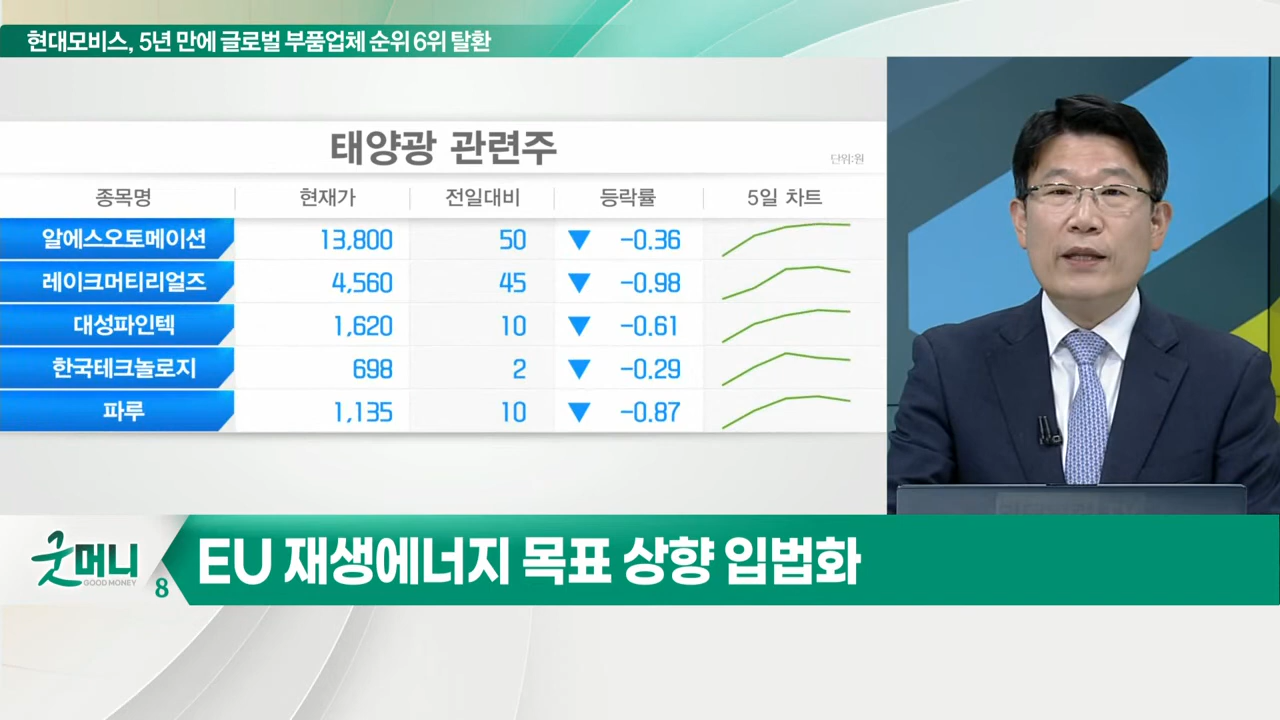 현대모비스, 5년 만에 글로벌 부품업체 순위 6위 탈환
태양광 관련주
단위:원
종목명 현재가 전일대비 등락률 5일 차트
알에스오토메이션 13,800 50 ▼ -0.36
레이크머티리얼즈 4,560 45 ▼ -0.98
대성파인텍 1,620 10 ▼ -0.61
한국테크놀로지 698 2 ▼ -0.29
파루 1,135 10 ▼ -0.87
굿머니
GOOD MONEY
8
EU 재생에너지 목표 상향 입법화